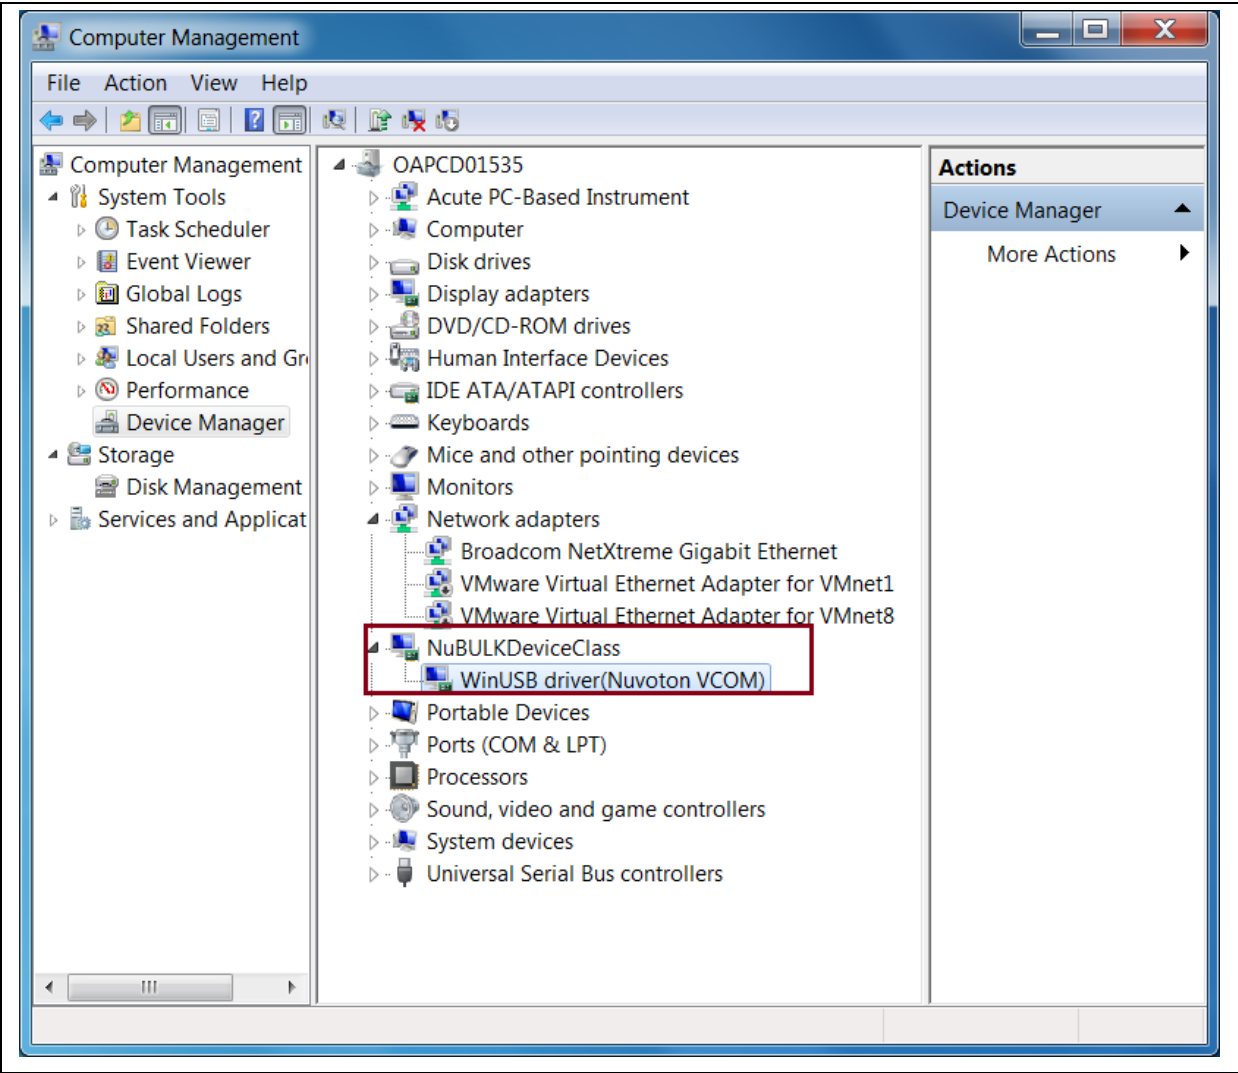 Computer Management
File Action View Help
Computer Management
System Tools
Task Scheduler
Event Viewer
Global Logs
Shared Folders
Local Users and Gr
Performance
Device Manager
Storage
Disk Management
Services and Applicat
OAPCD01535
Acute PC-Based Instrument
Computer
Disk drives
Display adapters
DVD/CD-ROM drives
Human Interface Devices
IDE ATA/ATAPI controllers
Keyboards
Mice and other pointing devices
Monitors
Network adapters
Broadcom NetXtreme Gigabit Ethernet
VMware Virtual Ethernet Adapter for VMnet1
VMware Virtual Ethernet Adapter for VMnet8
NuBULKDeviceClass
WinUSB driver(Nuvoton VCOM)
Portable Devices
Ports (COM & LPT)
Processors
Sound, video and game controllers
System devices
Universal Serial Bus controllers
Actions
Device Manager
More Actions